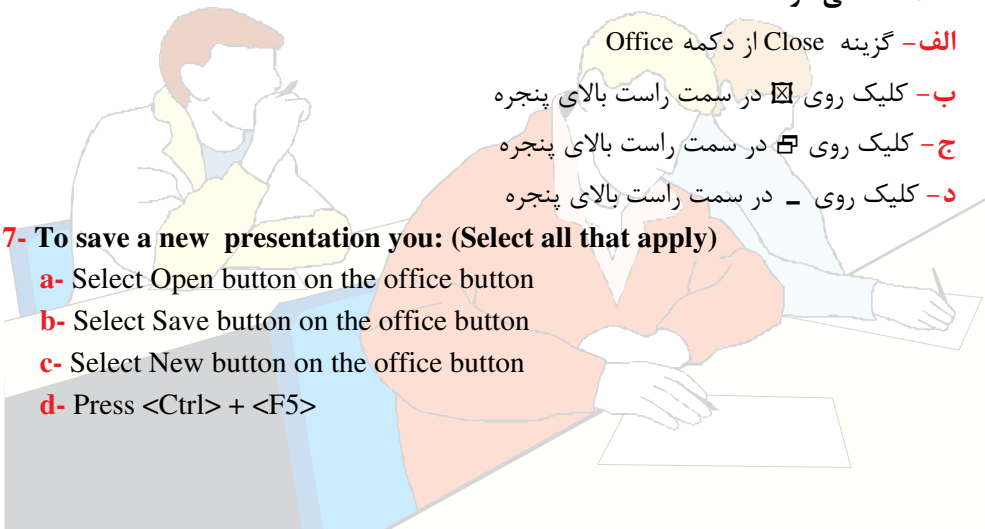 الف- گزینه Close از دکمه Office
ب- کلیک روی ☒ در سمت راست بالای پنجره
ج- کلیک روی 🗗 در سمت راست بالای پنجره
د- کلیک روی _ در سمت راست بالای پنجره
7- To save a new presentation you: (Select all that apply)
a- Select Open button on the office button
b- Select Save button on the office button
c- Select New button on the office button
d- Press <Ctrl> + <F5>